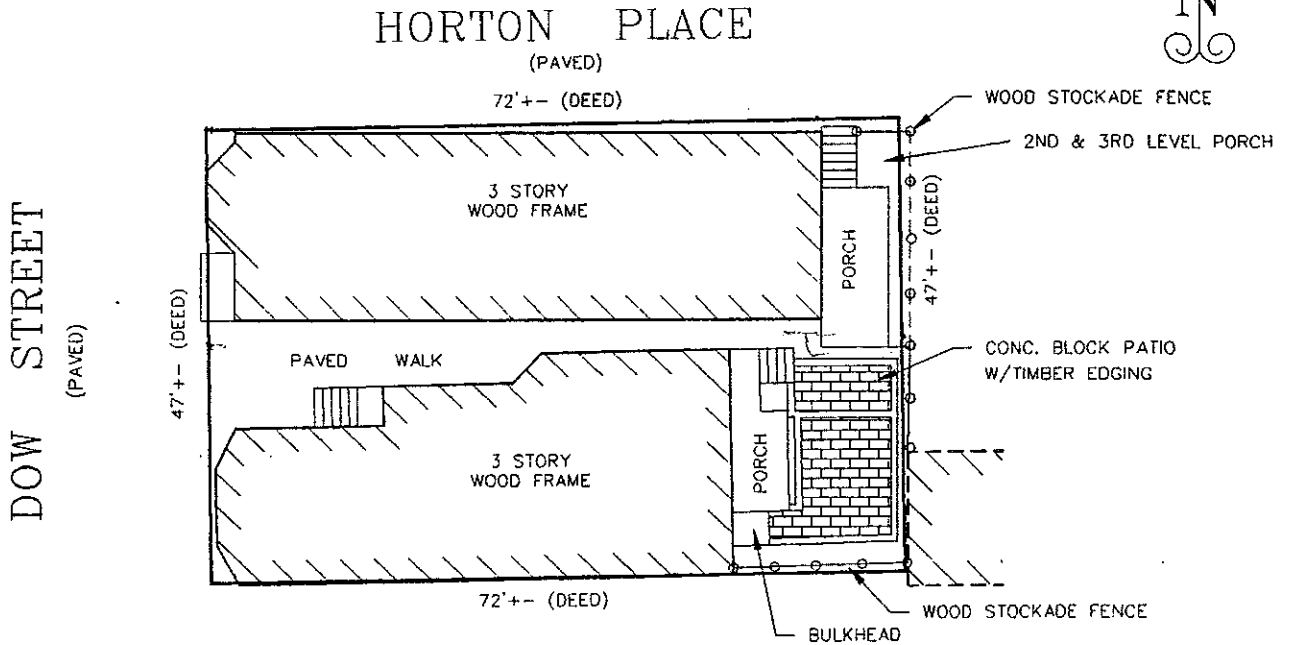 HORTON PLACE
(PAVED)
N
72'+- (DEED)
WOOD STOCKADE FENCE
2ND & 3RD LEVEL PORCH
3 STORY
WOOD FRAME
PORCH
47'+- (DEED)
DOW STREET
(PAVED)
47'+- (DEED)
PAVED WALK
CONC. BLOCK PATIO
W/TIMBER EDGING
3 STORY
WOOD FRAME
PORCH
72'+- (DEED)
WOOD STOCKADE FENCE
BULKHEAD